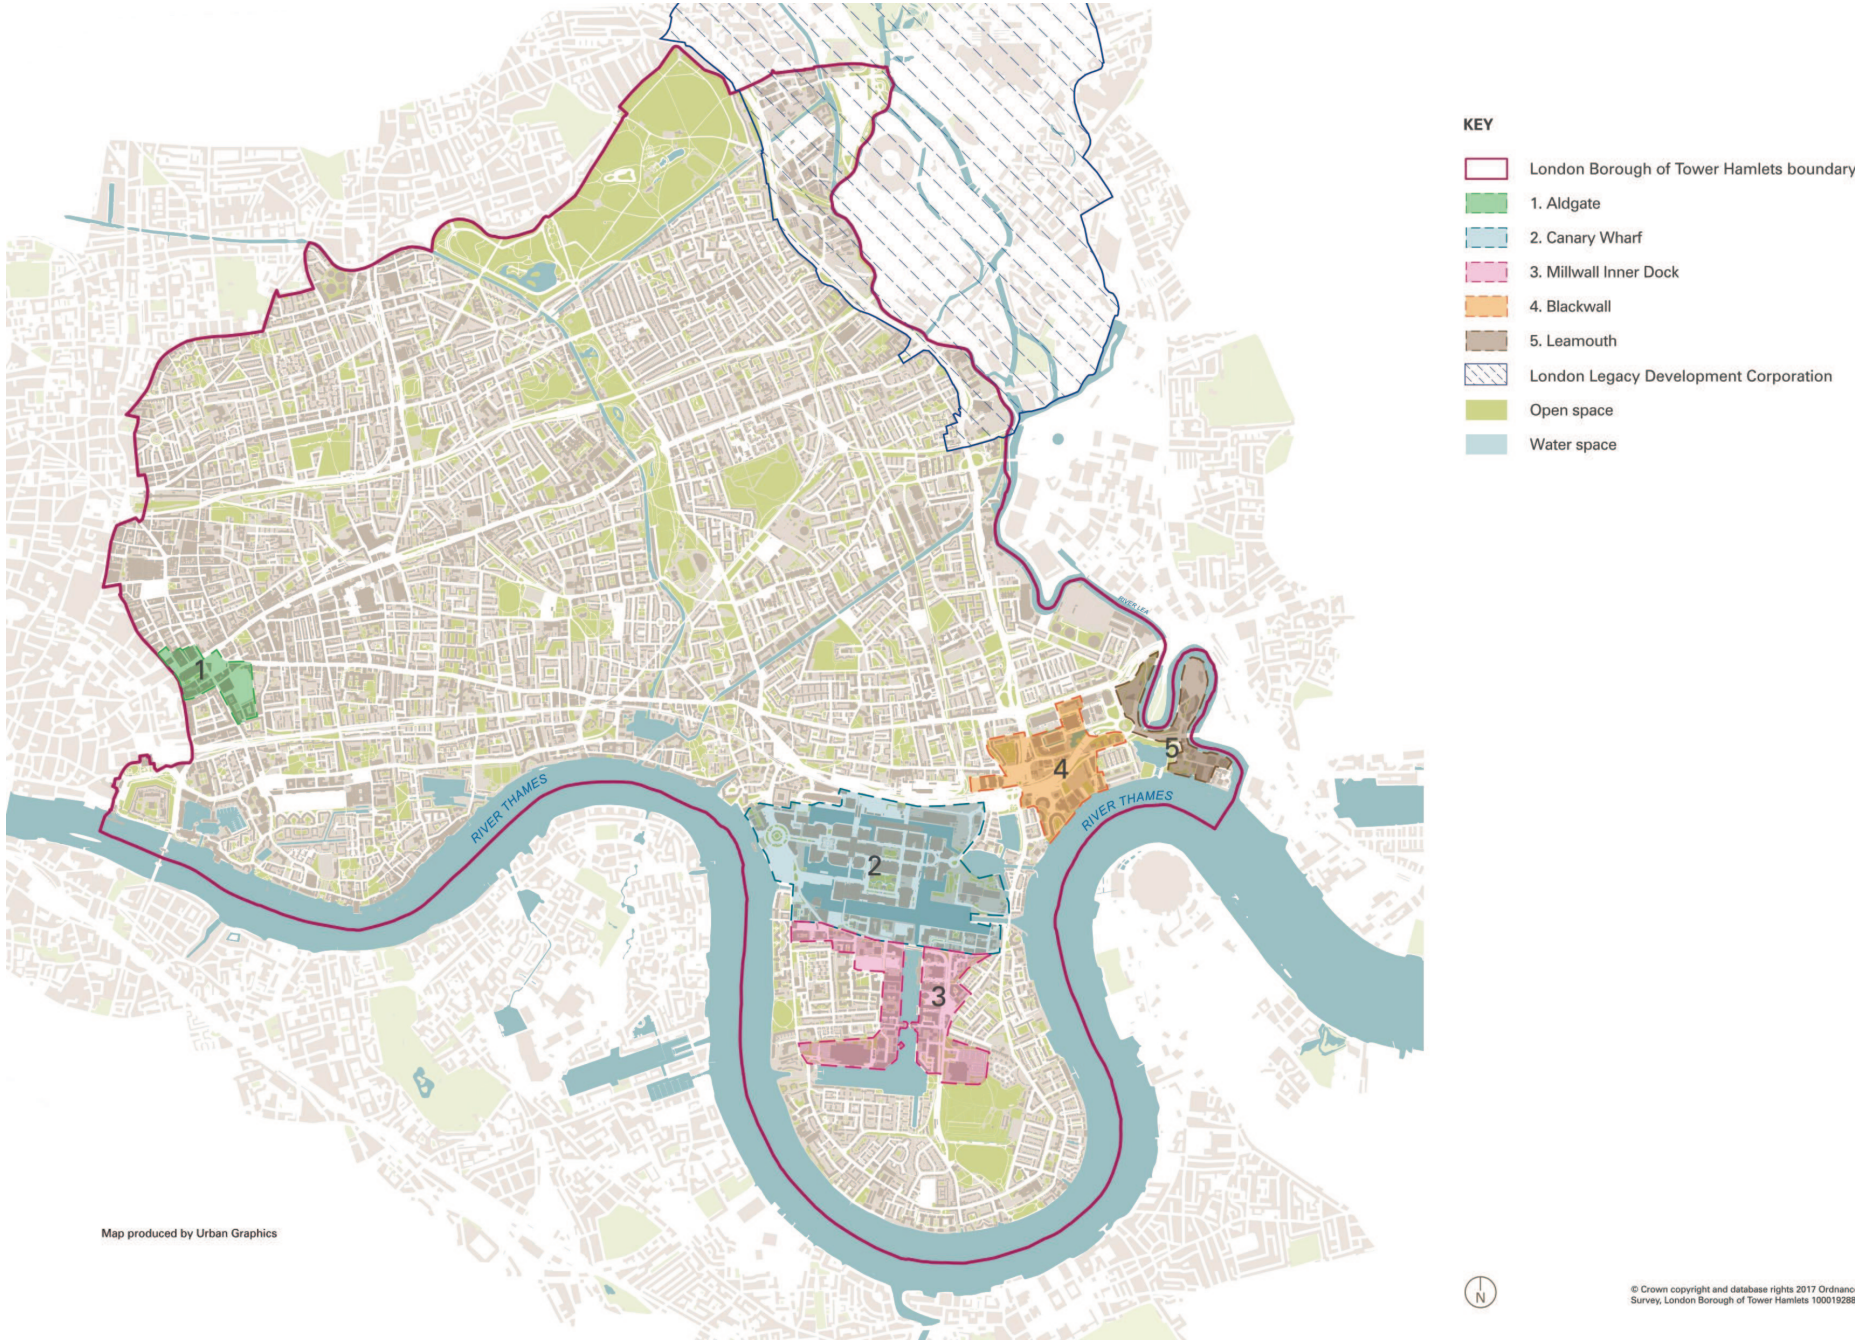 KEY
London Borough of Tower Hamlets boundary
1. Aldgate
2. Canary Wharf
3. Millwall Inner Dock
4. Blackwall
5. Leamouth
London Legacy Development Corporation
Open space
Water space
RIVER LEA
1
5
4
RIVER THAMES
RIVER THAMES
2
3
Map produced by Urban Graphics
N
© Crown copyright and database rights 2017 Ordnance
Survey, London Borough of Tower Hamlets 100019288